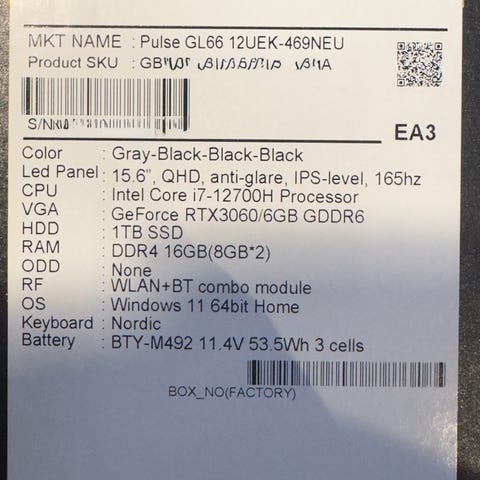 MKT NAME : Pulse GL66 12UEK-469NEU
Product SKU :
S/N
EA3
Color : Gray-Black-Black-Black
Led Panel : 15.6", QHD, anti-glare, IPS-level, 165hz
CPU : Intel Core i7-12700H Processor
VGA : GeForce RTX3060/6GB GDDR6
HDD : 1TB SSD
RAM : DDR4 16GB(8GB*2)
ODD : None
RF : WLAN+BT combo module
OS : Windows 11 64bit Home
Keyboard : Nordic
Battery : BTY-M492 11.4V 53.5Wh 3 cells
BOX_NO(FACTORY)